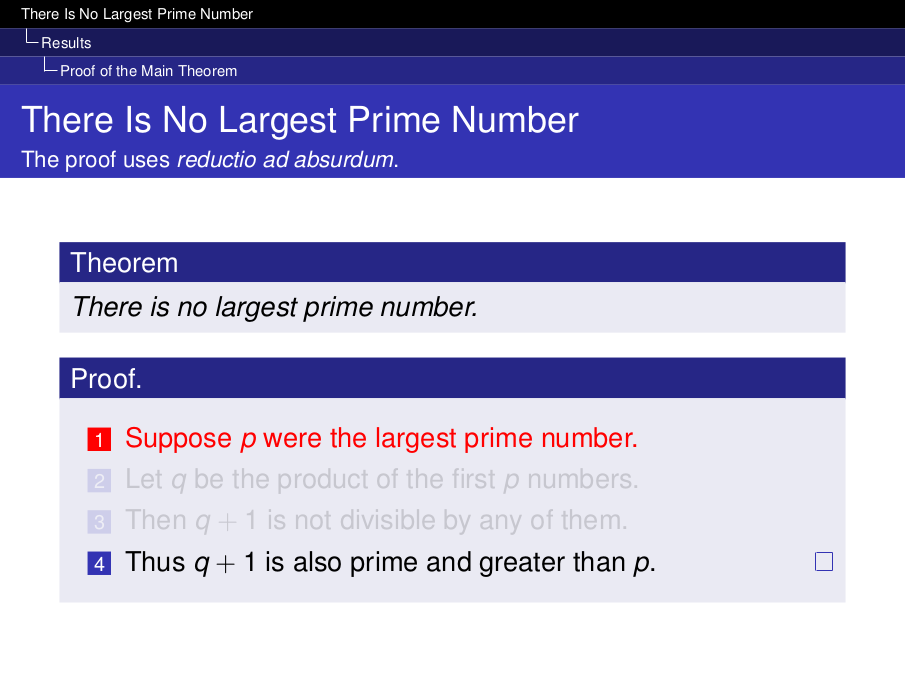 There Is No Largest Prime Number
Results
Proof of the Main Theorem
There Is No Largest Prime Number
The proof uses reductio ad absurdum.
Theorem
There is no largest prime number.
Proof.
1 Suppose p were the largest prime number.
2 Let q be the product of the first p numbers.
3 Then q + 1 is not divisible by any of them.
4 Thus q + 1 is also prime and greater than p.